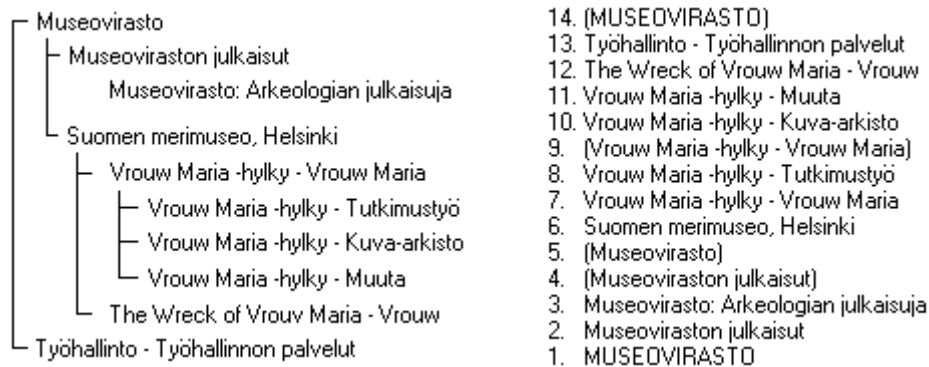 Museovirasto
Museoviraston julkaisut
Museovirasto: Arkeologian julkaisuja
Suomen merimuseo, Helsinki
Vrouw Maria -hylky - Vrouw Maria
Vrouw Maria -hylky - Tutkimustyö
Vrouw Maria -hylky - Kuva-arkisto
Vrouw Maria -hylky - Muuta
The Wreck of Vrouv Maria - Vrouw
Työhallinto - Työhallinnon palvelut
14. (MUSEOVIRASTO)
13. Työhallinto - Työhallinnon palvelut
12. The Wreck of Vrouw Maria - Vrouw
11. Vrouw Maria -hylky - Muuta
10. Vrouw Maria -hylky - Kuva-arkisto
9. (Vrouw Maria -hylky - Vrouw Maria)
8. Vrouw Maria -hylky - Tutkimustyö
7. Vrouw Maria -hylky - Vrouw Maria
6. Suomen merimuseo, Helsinki
5. (Museovirasto)
4. (Museoviraston julkaisut)
3. Museovirasto: Arkeologian julkaisuja
2. Museoviraston julkaisut
1. MUSEOVIRASTO